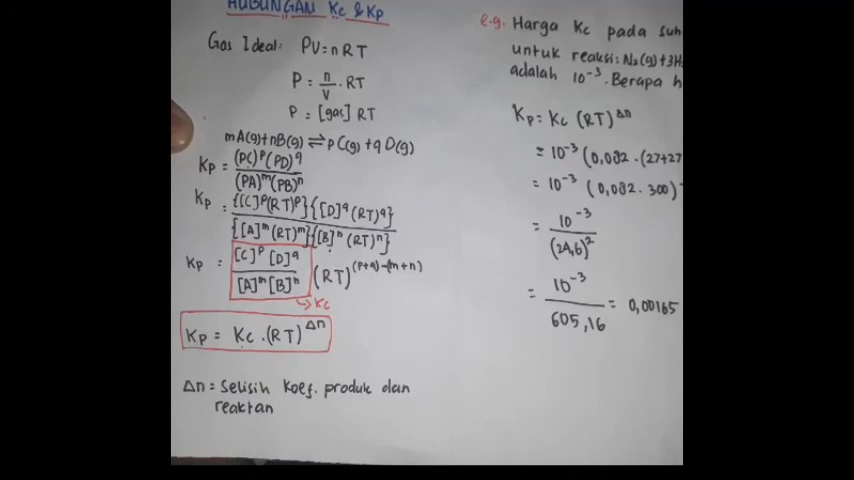 HUBUNGAN Kc & Kp
Gas Ideal: PV = n RT
P = n/V . RT
P = [gas] RT
mA(g) + nB(g) ⇌ pC(g) + qD(g)
Kp = (PC)^p (PD)^q / (PA)^m (PB)^n
Kp = {[C]^p (RT)^p} {[D]^q (RT)^q} / {[A]^m (RT)^m} {[B]^n (RT)^n}
Kp = [C]^p [D]^q / [A]^m [B]^n (RT)^(p+q)-(m+n)
→ Kc
Kp = Kc . (RT)^Δn
Δn = Selisih koef. produk dan
reaktan
e.g. Harga Kc pada suh
untuk reaksi: N₂(g) + 3H
adalah 10^-3. Berapa h
Kp = Kc (RT)^Δn
= 10^-3 (0,082 . (27+27
= 10^-3 (0,082 . 300)
= 10^-3 / (24,6)^2
= 10^-3 / 605,16 = 0,00165